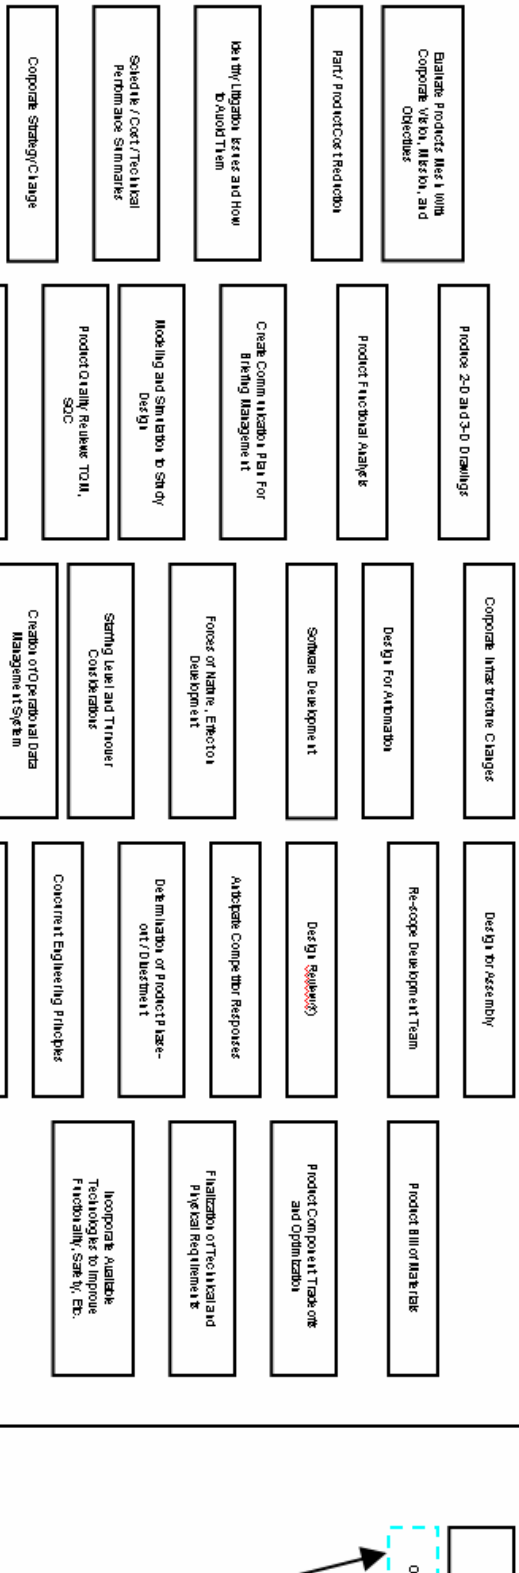 Evaluate Products Mesh With
Corporate Vision, Mission, and
Objectives
Part / Product Cost Reduction
Identify Litigation Issues and How
to Avoid Them
Schedule / Cost / Technical
Performance Summaries
Corporate Strategy Change
Produce 2-D and 3-D Drawings
Product Functional Analysis
Create Communication Plan For
Briefing Management
Modeling and Simulation to Study
Design
Product Quality Reviews TQM,
SQC
Corporate Infrastructure Changes
Design For Automation
Software Development
Forces of Nature, Effect on
Development
Staffing Level and Turnover
Considerations
Creation of Operational Data
Management System
Design for Assembly
Re-scope Development Team
Design Review(s)
Anticipate Competitor Responses
Determination of Product Phase-
out / Divestment
Concurrent Engineering Principles
Product Bill of Materials
Product Component Tradeoffs
and Optimization
Finalization of Technical and
Physical Requirements
Incorporate Available
Technologies to Improve
Functionality, Safety, Etc.